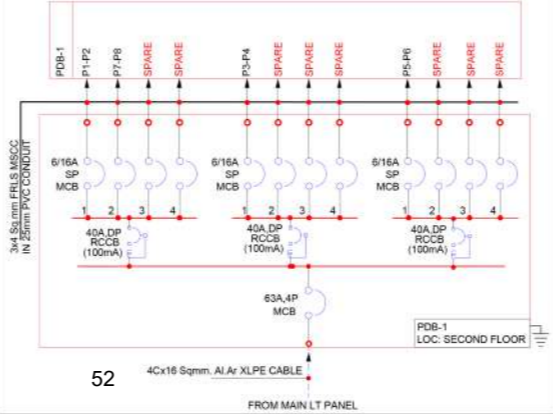 PDB-1
P1-P2
P7-P8
SPARE
SPARE
P3-P4
SPARE
SPARE
SPARE
P5-P6
SPARE
SPARE
SPARE
3x4 Sq.mm FRLS MSCC
IN 25mm PVC CONDUIT
6/16A
SP
MCB
6/16A
SP
MCB
6/16A
SP
MCB
1 2 3 4
1 2 3 4
1 2 3 4
40A,DP
RCCB
(100mA)
40A,DP
RCCB
(100mA)
40A,DP
RCCB
(100mA)
63A,4P
MCB
PDB-1
LOC: SECOND FLOOR
52
4Cx16 Sqmm. Al.Ar XLPE CABLE
FROM MAIN LT PANEL